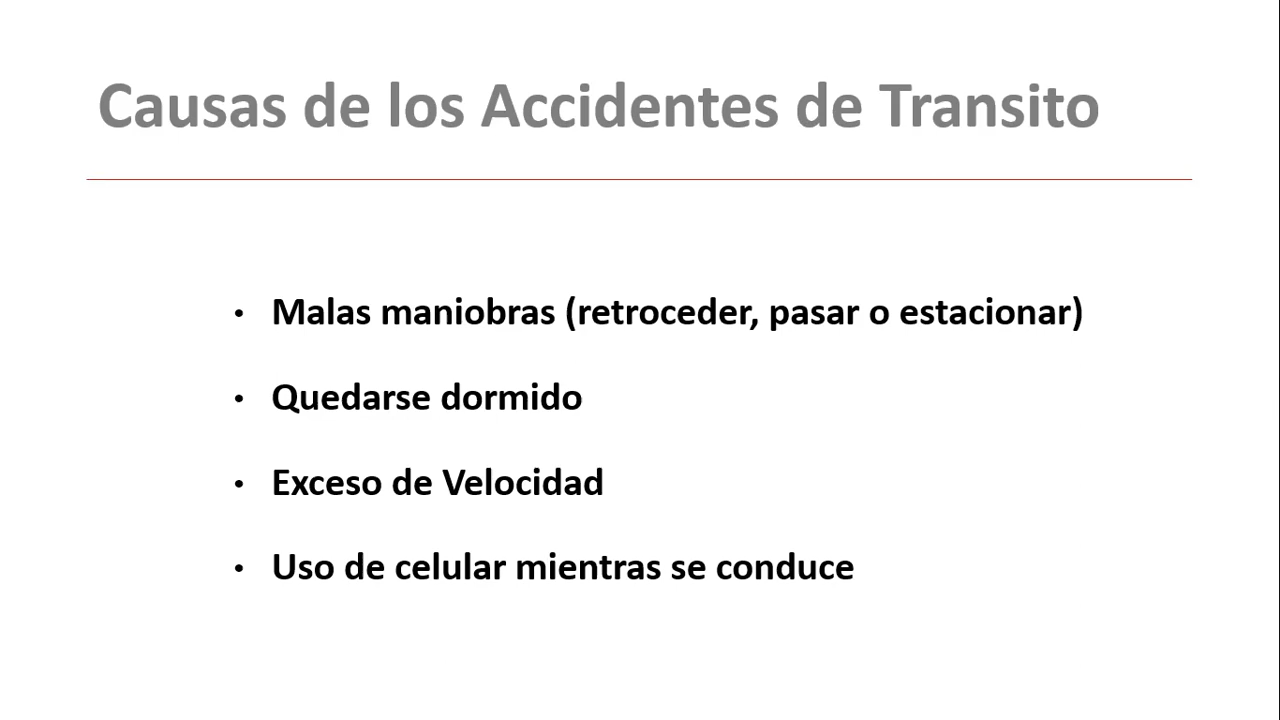 Causas de los Accidentes de Transito
• Malas maniobras (retroceder, pasar o estacionar)
• Quedarse dormido
• Exceso de Velocidad
• Uso de celular mientras se conduce